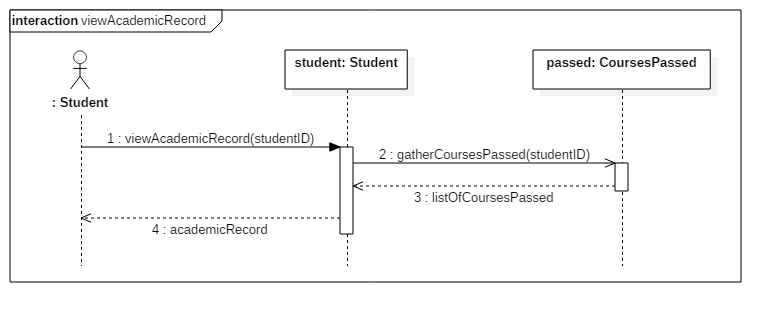 interaction viewAcademicRecord
student: Student
passed: CoursesPassed
: Student
1 : viewAcademicRecord(studentID)
2 : gatherCoursesPassed(studentID)
3 : listOfCoursesPassed
4 : academicRecord